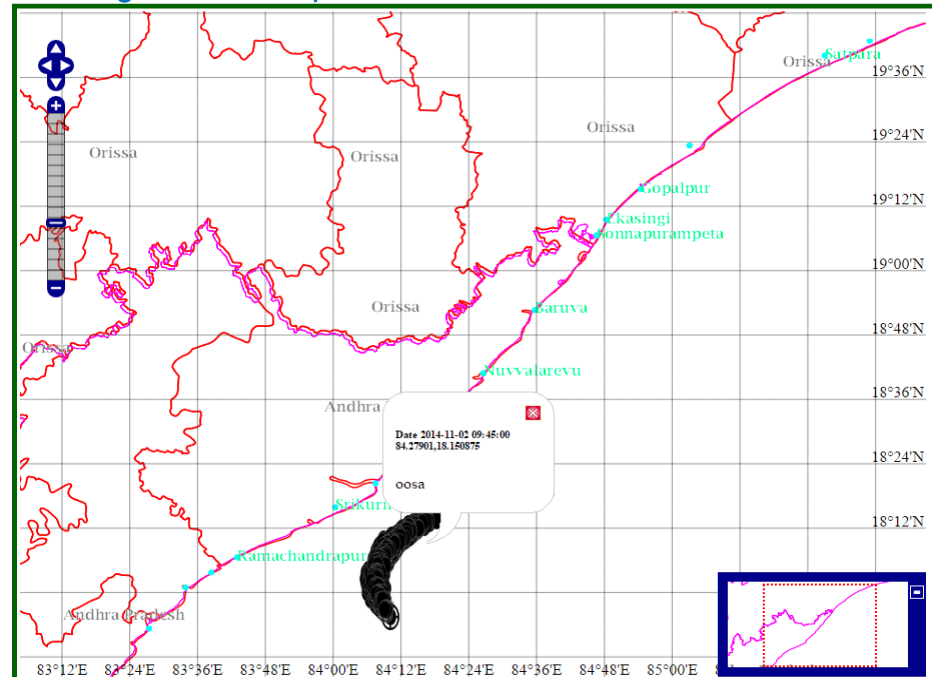 Satpara
Orissa
19°36'N
Orissa
19°24'N
Orissa
Orissa
Gopalpur
19°12'N
Ekasingi
Sonnapurampeta
19°00'N
Orissa
Baruva
18°48'N
Orissa
Nuvvalarevu
18°36'N
Andhra
Date 2014-11-02 09:45:00
84.27901,18.150875
18°24'N
oosa
18°12'N
Ramachandrapur
Andhra Pradesh
83°12'E 83°24'E 83°36'E 83°48'E 84°00'E 84°12'E 84°24'E 84°36'E 84°48'E 85°00'E